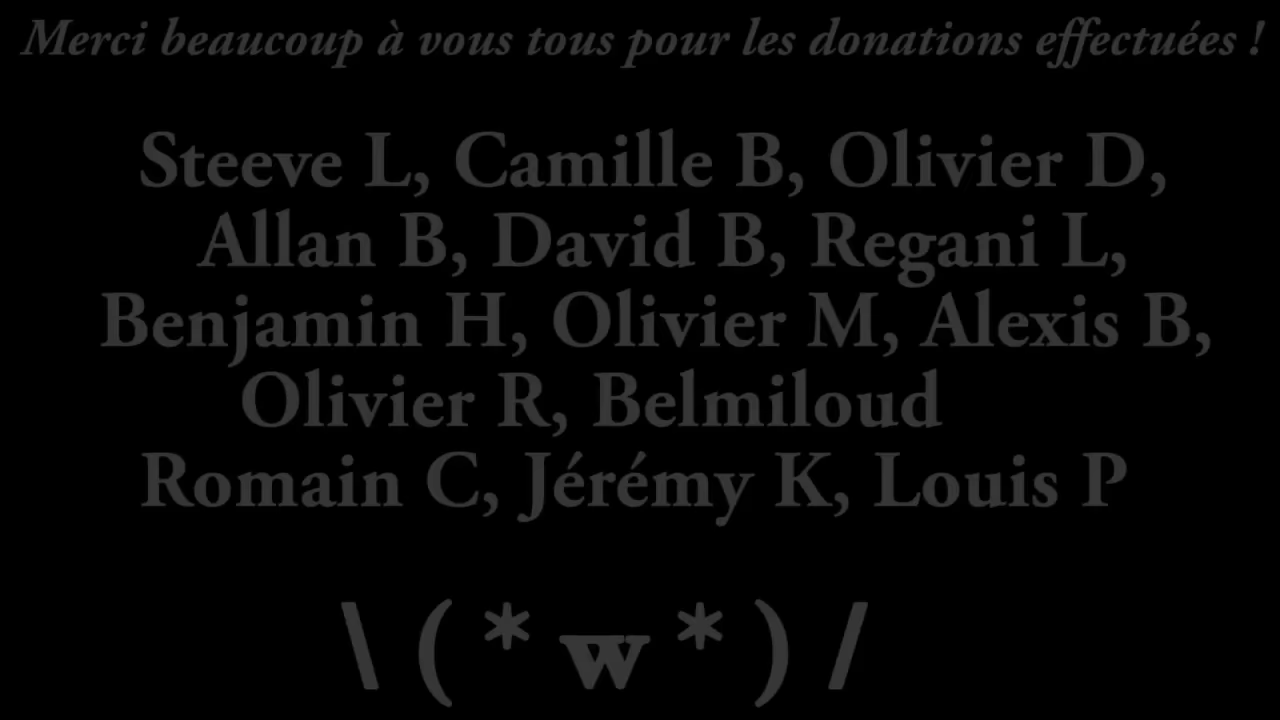 Merci beaucoup à vous tous pour les donations effectuées !
Steeve L, Camille B, Olivier D,
Allan B, David B, Regani L,
Benjamin H, Olivier M, Alexis B,
Olivier R, Belmiloud
Romain C, Jérémy K, Louis P
\ ( * w * ) /